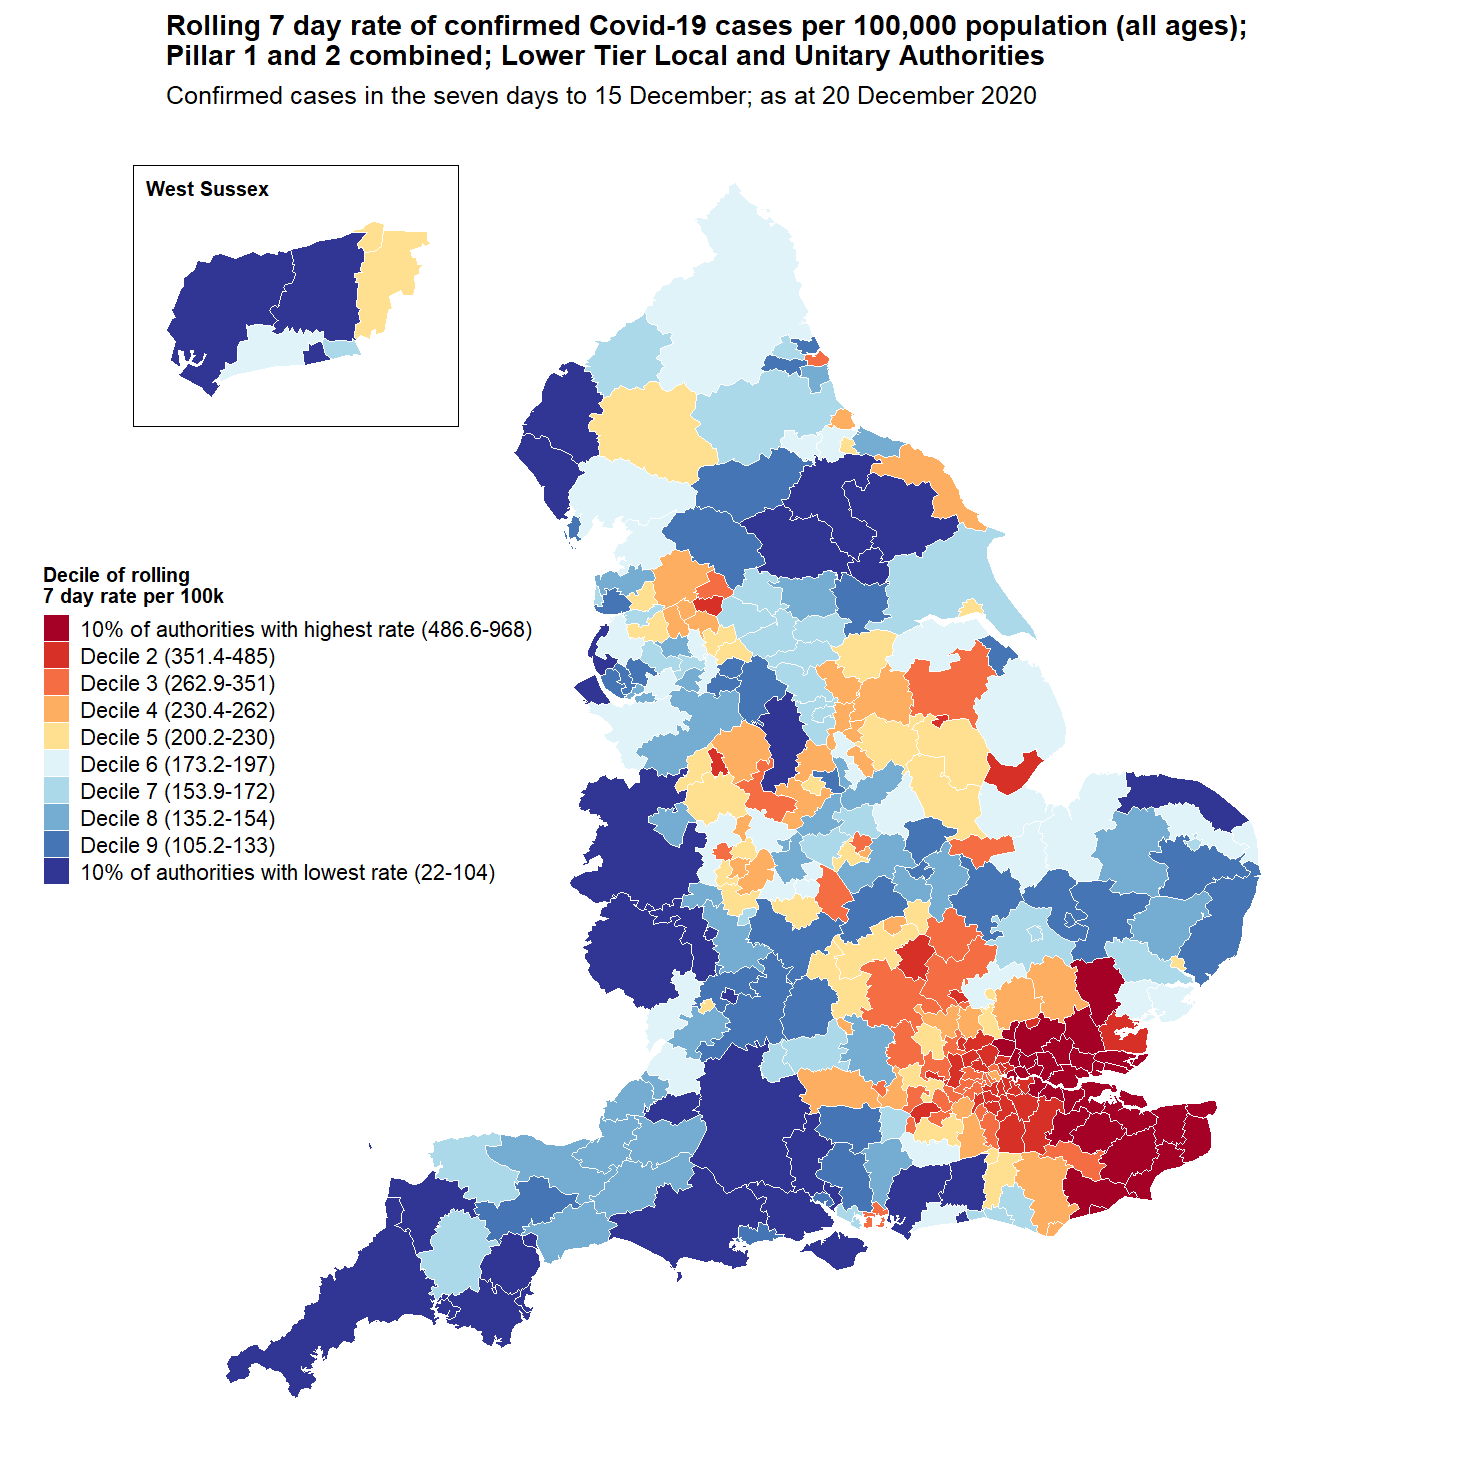 Rolling 7 day rate of confirmed Covid-19 cases per 100,000 population (all ages);
Pillar 1 and 2 combined; Lower Tier Local and Unitary Authorities
Confirmed cases in the seven days to 15 December; as at 20 December 2020
West Sussex
Decile of rolling
7 day rate per 100k
10% of authorities with highest rate (486.6-968)
Decile 2 (351.4-485)
Decile 3 (262.9-351)
Decile 4 (230.4-262)
Decile 5 (200.2-230)
Decile 6 (173.2-197)
Decile 7 (153.9-172)
Decile 8 (135.2-154)
Decile 9 (105.2-133)
10% of authorities with lowest rate (22-104)